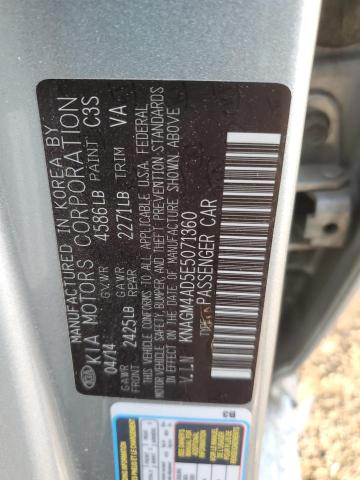 MANUFACTURED IN KOREA BY
KIA MOTORS CORPORATION
04/14 GVWR 4586LB PAINT C3S
GAWR FRONT 2425LB GAWR REAR 2271LB TRIM VA
THIS VEHICLE CONFORMS TO ALL APPLICABLE U.S.A. FEDERAL
MOTOR VEHICLE SAFETY, BUMPER AND THEFT PREVENTION STANDARDS
IN EFFECT ON THE DATE OF MANUFACTURE SHOWN ABOVE
V.I.N KNAGM4AD5E5071360
TYPE: PASSENGER CAR